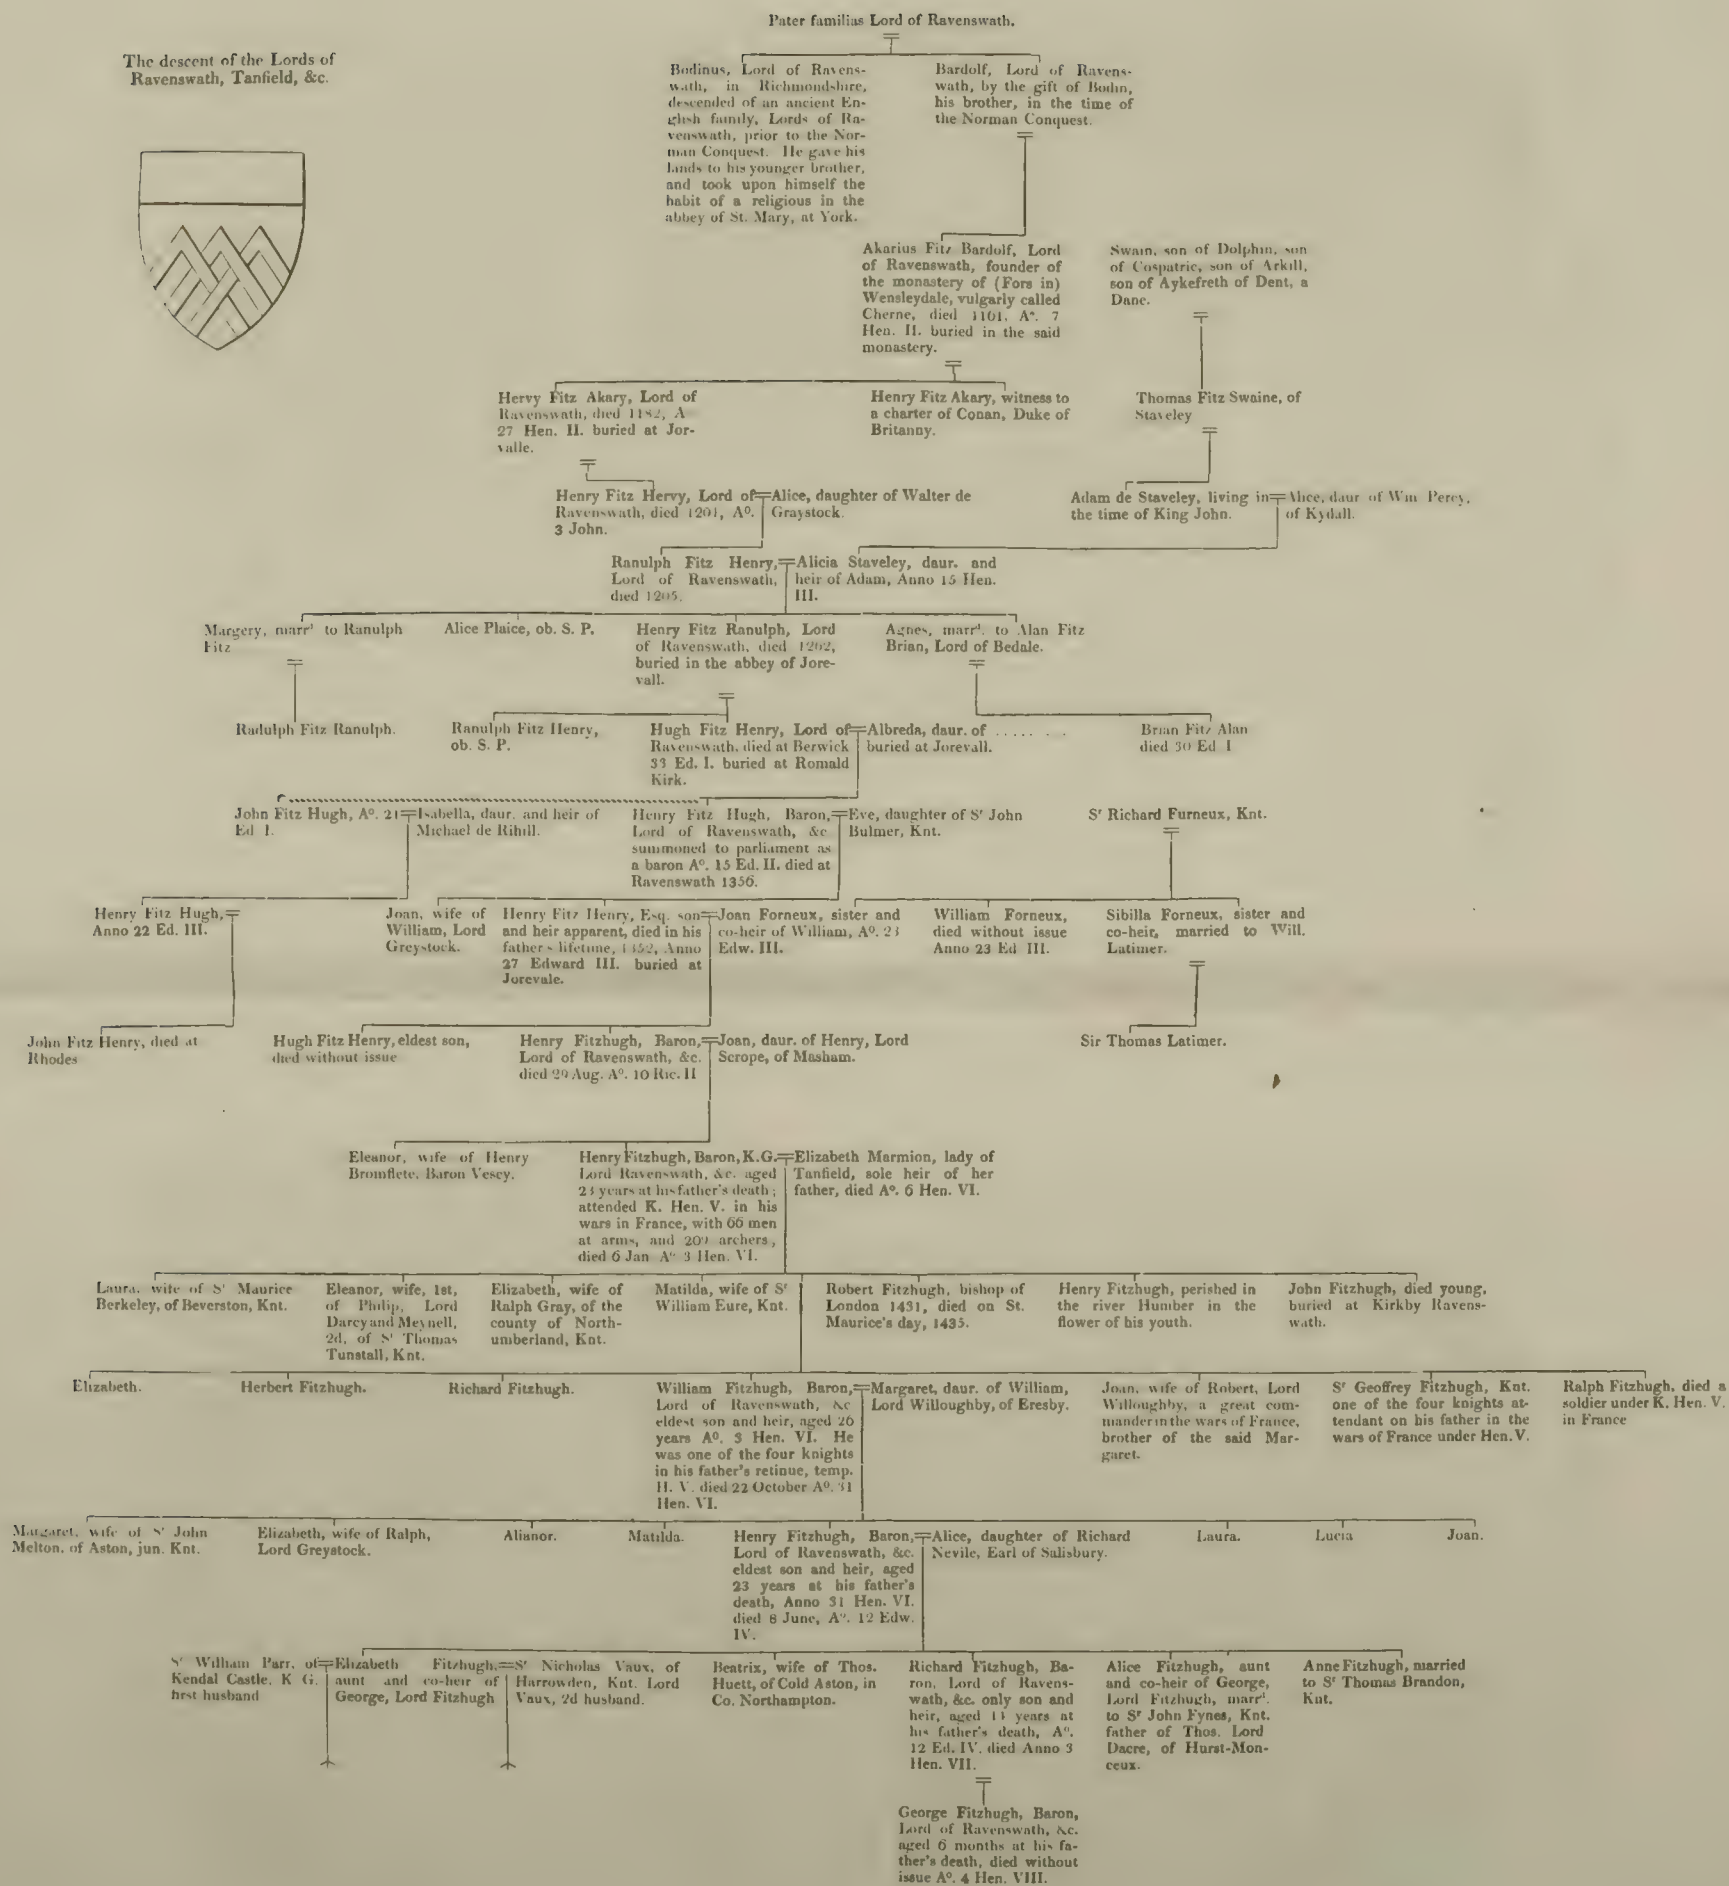 Pater familias Lord of Ravenswath.
The descent of the Lords of
Ravenswath, Tanfield, &c.
Bodinus, Lord of Ravens-
wath, in Richmondshire,
descended of an ancient En-
glish family, Lords of Ra-
venswath, prior to the Nor-
man Conquest. He gave his
lands to his younger brother,
and took upon himself the
habit of a religious in the
abbey of St. Mary, at York.
Bardolf, Lord of Ravens-
wath, by the gift of Bodin,
his brother, in the time of
the Norman Conquest.
Akarius Fitz Bardolf, Lord
of Ravenswath, founder of
the monastery of (Fors in)
Wensleydale, vulgarly called
Cherne, died 1161, Aº. 7
Hen. II. buried in the said
monastery.
Swain, son of Dolphin, son
of Cospatric, son of Arkill,
son of Aykefreth of Dent, a
Dane.
Hervy Fitz Akary, Lord of
Ravenswath, died 1182, A
27 Hen. II. buried at Jor-
valle.
Henry Fitz Akary, witness to
a charter of Conan, Duke of
Britanny.
Thomas Fitz Swaine, of
Staveley
Henry Fitz Hervy, Lord of
Ravenswath, died 1201, Aº.
3 John.
Alice, daughter of Walter de
Graystock.
Adam de Staveley, living in
the time of King John.
Alice, daur of Wm Percy,
of Kydall.
Ranulph Fitz Henry,
Lord of Ravenswath,
died 1205.
Alicia Staveley, daur. and
heir of Adam, Anno 15 Hen.
III.
Margery, marrd to Ranulph
Fitz
Alice Plaice, ob. S. P.
Henry Fitz Ranulph, Lord
of Ravenswath, died 1262,
buried in the abbey of Jore-
vall.
Agnes, marrd. to Alan Fitz
Brian, Lord of Bedale.
Radulph Fitz Ranulph.
Ranulph Fitz Henry,
ob. S. P.
Hugh Fitz Henry, Lord of
Ravenswath, died at Berwick
33 Ed. I. buried at Romald
Kirk.
Albreda, daur. of . . . . . . .
buried at Jorevall.
Brian Fitz Alan
died 30 Ed I
John Fitz Hugh, Aº. 21
Ed I.
Isabella, daur. and heir of
Michael de Rihill.
Henry Fitz Hugh, Baron,
Lord of Ravenswath, &c
summoned to parliament as
a baron Aº. 15 Ed. II. died at
Ravenswath 1356.
Eve, daughter of Sr John
Bulmer, Knt.
Sr Richard Furneux, Knt.
Henry Fitz Hugh,
Anno 22 Ed. III.
Joan, wife of
William, Lord
Greystock.
Henry Fitz Henry, Esq. son
and heir apparent, died in his
father's lifetime, 1352, Anno
27 Edward III. buried at
Jorevale.
Joan Forneux, sister and
co-heir of William, Aº. 23
Edw. III.
William Forneux,
died without issue
Anno 23 Ed III.
Sibilla Forneux, sister and
co-heir, married to Will.
Latimer.
John Fitz Henry, died at
Rhodes
Hugh Fitz Henry, eldest son,
died without issue
Henry Fitzhugh, Baron,
Lord of Ravenswath, &c.
died 29 Aug. Aº. 10 Ric. II
Joan, daur. of Henry, Lord
Scrope, of Masham.
Sir Thomas Latimer.
Eleanor, wife of Henry
Bromflete, Baron Vescy.
Henry Fitzhugh, Baron, K.G.
Lord Ravenswath, &c. aged
23 years at his father's death;
attended K. Hen. V. in his
wars in France, with 66 men
at arms, and 209 archers,
died 6 Jan Aº 3 Hen. VI.
Elizabeth Marmion, lady of
Tanfield, sole heir of her
father, died Aº. 6 Hen. VI.
Laura, wife of Sr Maurice
Berkeley, of Beverston, Knt.
Eleanor, wife, 1st,
of Philip, Lord
Darcy and Meynell,
2d, of Sr Thomas
Tunstall, Knt.
Elizabeth, wife of
Ralph Gray, of the
county of North-
umberland, Knt.
Matilda, wife of Sr
William Eure, Knt.
Robert Fitzhugh, bishop of
London 1431, died on St.
Maurice's day, 1435.
Henry Fitzhugh, perished in
the river Humber in the
flower of his youth.
John Fitzhugh, died young,
buried at Kirkby Ravens-
wath.
Elizabeth.
Herbert Fitzhugh.
Richard Fitzhugh.
William Fitzhugh, Baron,
Lord of Ravenswath, &c
eldest son and heir, aged 26
years Aº. 3 Hen. VI. He
was one of the four knights
in his father's retinue, temp.
H. V. died 22 October Aº. 31
Hen. VI.
Margaret, daur. of William,
Lord Willoughby, of Eresby.
Joan, wife of Robert, Lord
Willoughby, a great com-
mander in the wars of France,
brother of the said Mar-
garet.
Sr Geoffrey Fitzhugh, Knt.
one of the four knights at-
tendant on his father in the
wars of France under Hen. V.
Ralph Fitzhugh, died a
soldier under K. Hen. V.
in France
Margaret, wife of Sr John
Melton, of Aston, jun. Knt.
Elizabeth, wife of Ralph,
Lord Greystock.
Alianor.
Matilda.
Henry Fitzhugh, Baron,
Lord of Ravenswath, &c.
eldest son and heir, aged
23 years at his father's
death, Anno 31 Hen. VI.
died 8 June, Aº. 12 Edw.
IV.
Alice, daughter of Richard
Nevile, Earl of Salisbury.
Laura.
Lucia
Joan.
Sr William Parr, of
Kendal Castle, K G.
first husband
Elizabeth Fitzhugh,
aunt and co-heir of
George, Lord Fitzhugh
Sr Nicholas Vaux, of
Harrowden, Knt. Lord
Vaux, 2d husband.
Beatrix, wife of Thos.
Huett, of Cold Aston, in
Co. Northampton.
Richard Fitzhugh, Ba-
ron, Lord of Ravens-
wath, &c. only son and
heir, aged 13 years at
his father's death, Aº.
12 Ed. IV. died Anno 3
Hen. VII.
Alice Fitzhugh, aunt
and co-heir of George,
Lord Fitzhugh, marrd.
to Sr John Fynes, Knt.
father of Thos. Lord
Dacre, of Hurst-Mon-
ceux.
Anne Fitzhugh, married
to Sr Thomas Brandon,
Knt.
George Fitzhugh, Baron,
Lord of Ravenswath, &c.
aged 6 months at his fa-
ther's death, died without
issue Aº. 4 Hen. VIII.